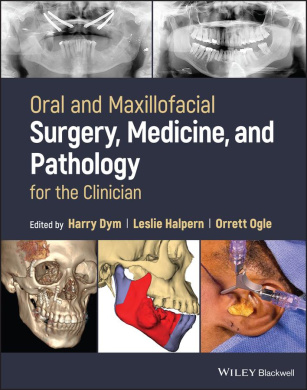 Oral and Maxillofacial
Surgery, Medicine, and
Pathology
for the Clinician
Edited by Harry Dym | Leslie Halpern | Orrett Ogle
WILEY Blackwell